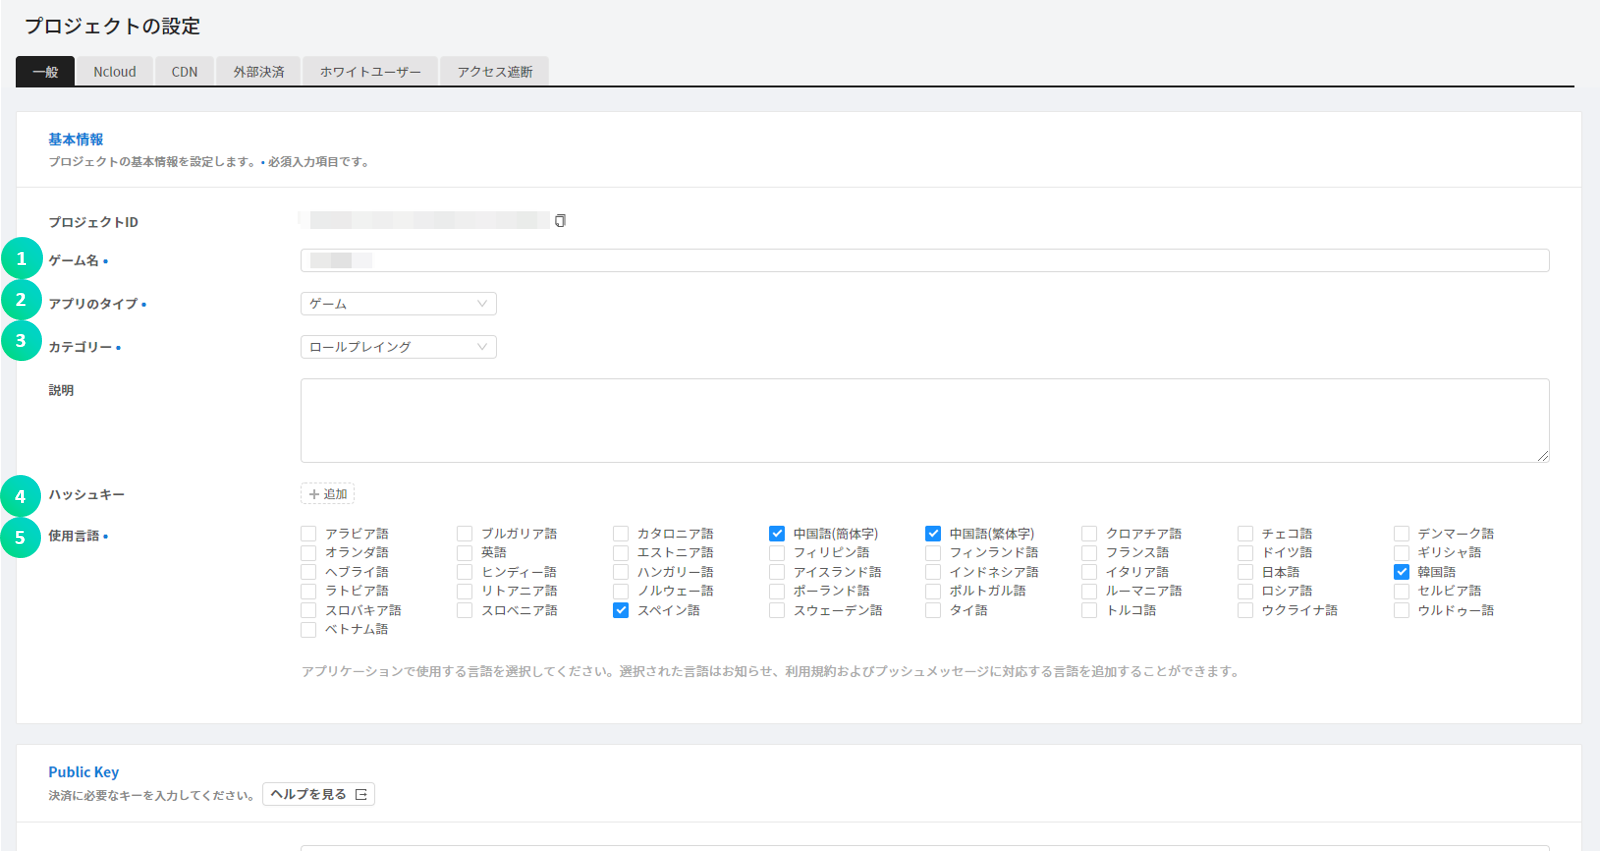 プロジェクトの設定
一般 Ncloud CDN 外部決済 ホワイトユーザー アクセス遮断
基本情報
プロジェクトの基本情報を設定します。• 必須入力項目です。
プロジェクトID
1 ゲーム名 •
2 アプリのタイプ • ゲーム
3 カテゴリー • ロールプレイング
説明
4 ハッシュキー + 追加
5 使用言語 • アラビア語 ブルガリア語 カタロニア語 中国語(簡体字) 中国語(繁体字) クロアチア語 チェコ語 デンマーク語
オランダ語 英語 エストニア語 フィリピン語 フィンランド語 フランス語 ドイツ語 ギリシャ語
ヘブライ語 ヒンディー語 ハンガリー語 アイスランド語 インドネシア語 イタリア語 日本語 韓国語
ラトビア語 リトアニア語 ノルウェー語 ポーランド語 ポルトガル語 ルーマニア語 ロシア語 セルビア語
スロバキア語 スロベニア語 スペイン語 スウェーデン語 タイ語 トルコ語 ウクライナ語 ウルドゥー語
ベトナム語
アプリケーションで使用する言語を選択してください。選択された言語はお知らせ、利用規約およびプッシュメッセージに対応する言語を追加することができます。
Public Key
決済に必要なキーを入力してください。 ヘルプを見る